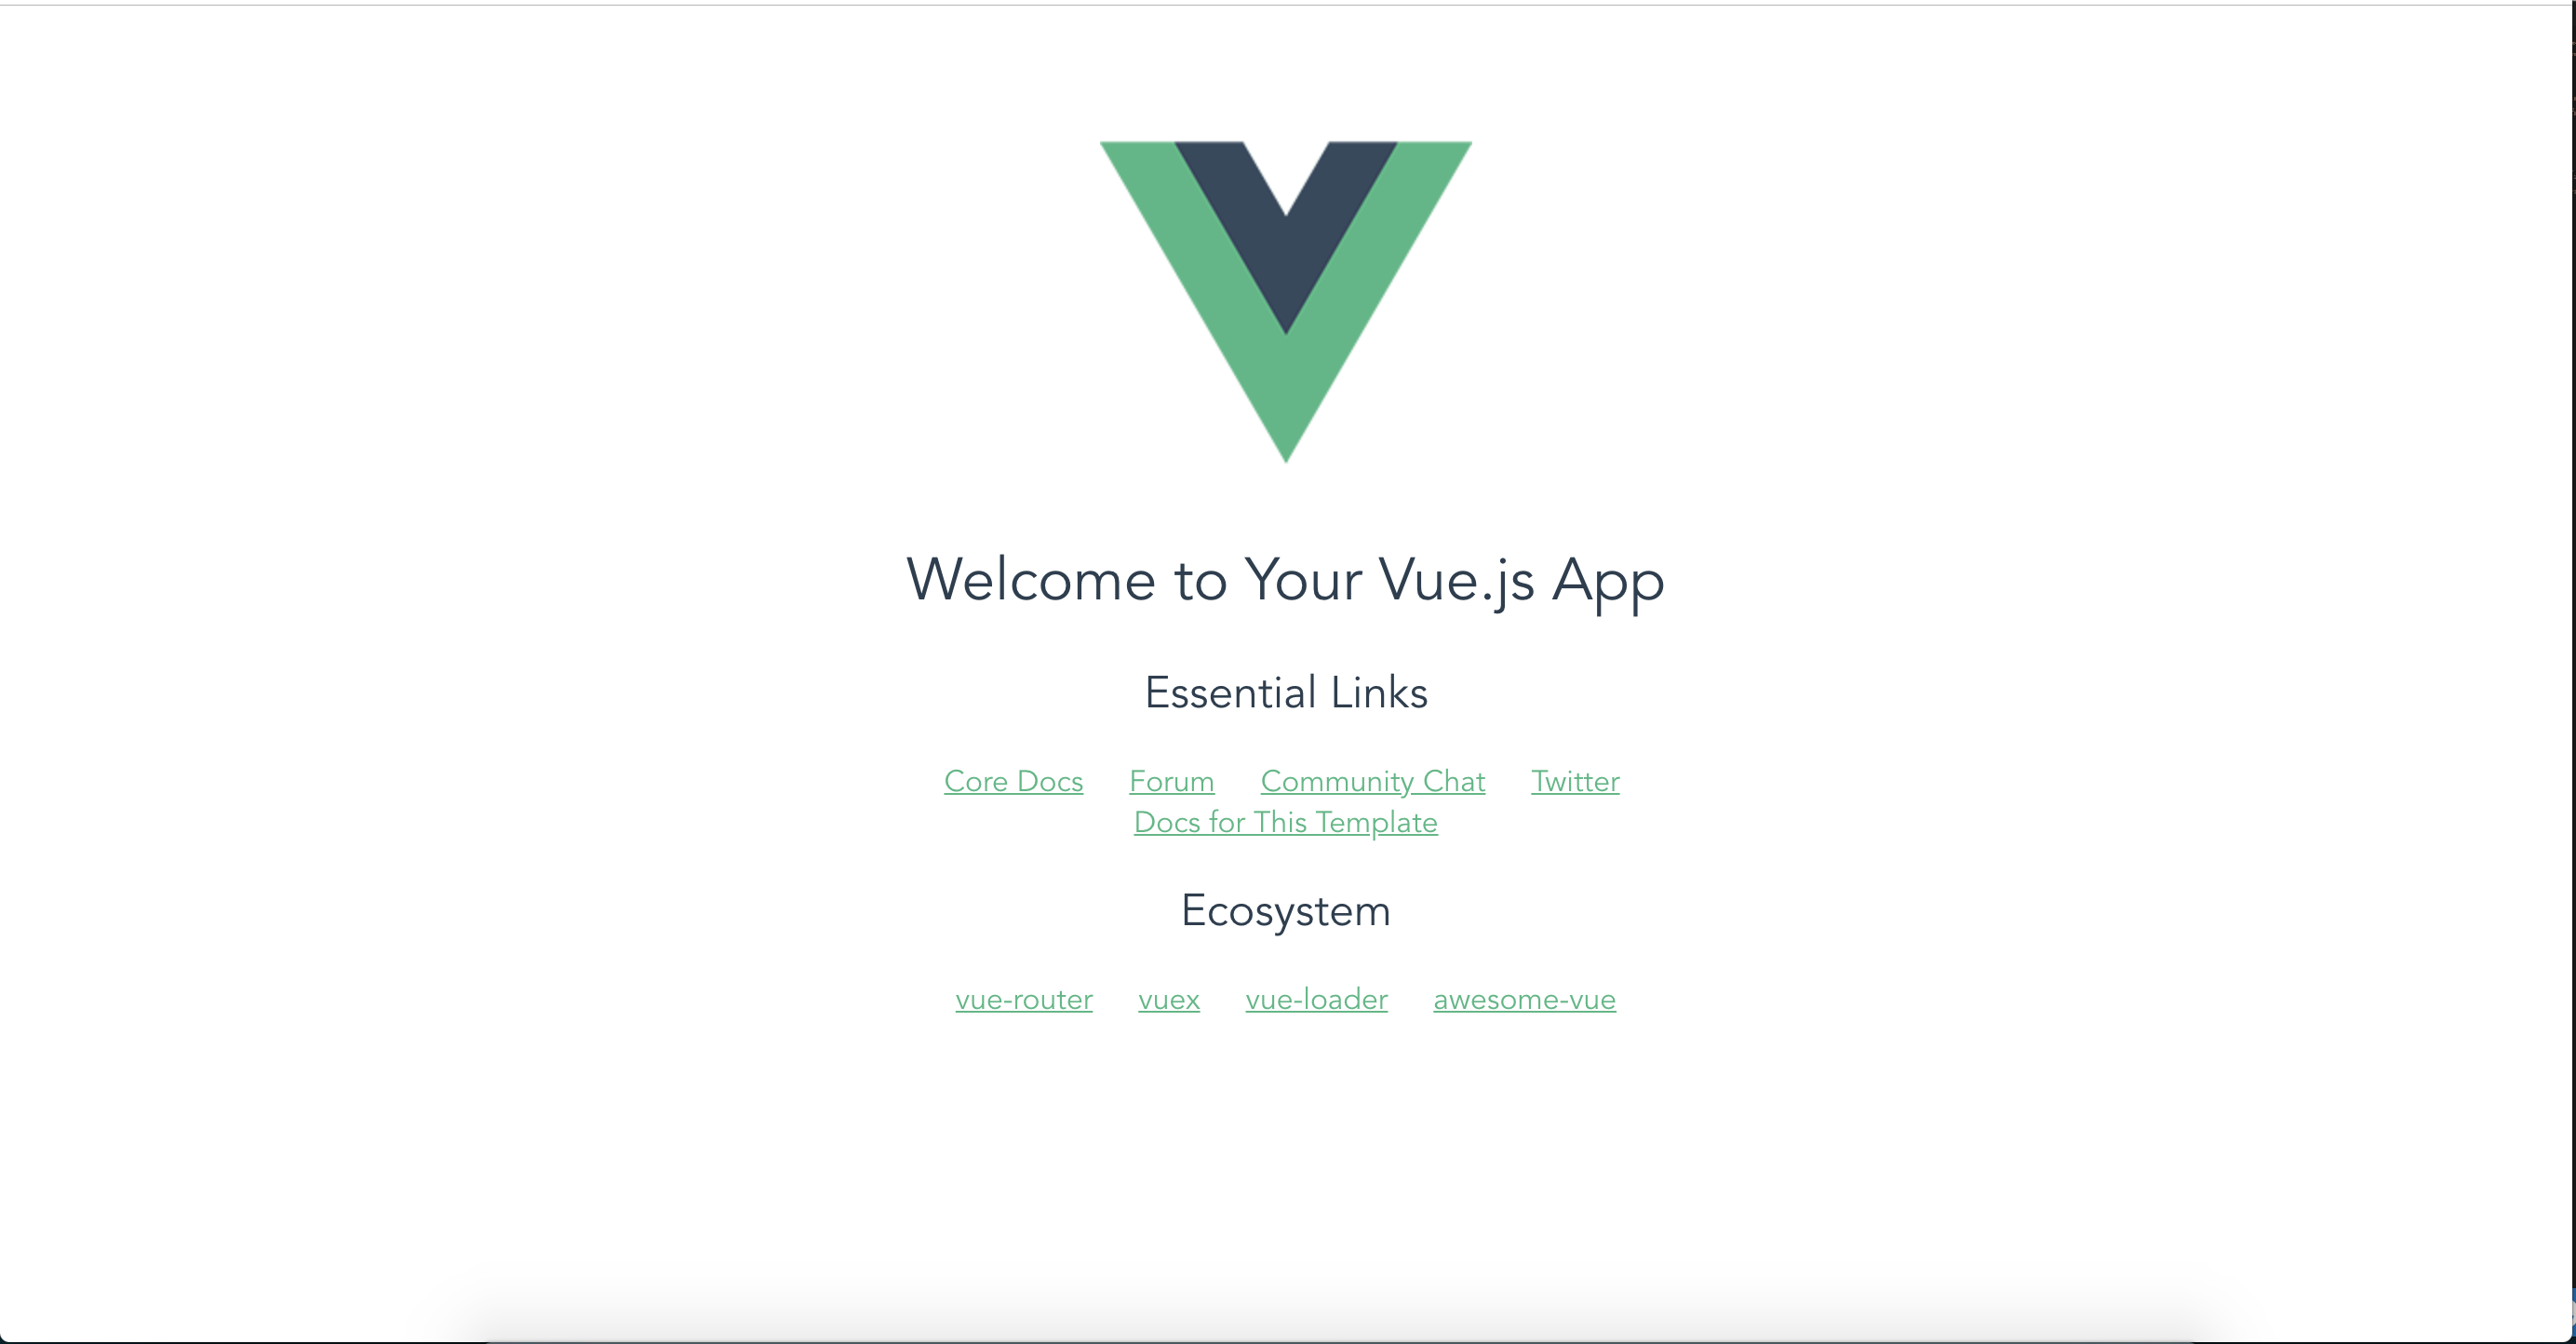 Welcome to Your Vue.js App
Essential Links
Core Docs Forum Community Chat Twitter
Docs for This Template
Ecosystem
vue-router vuex vue-loader awesome-vue